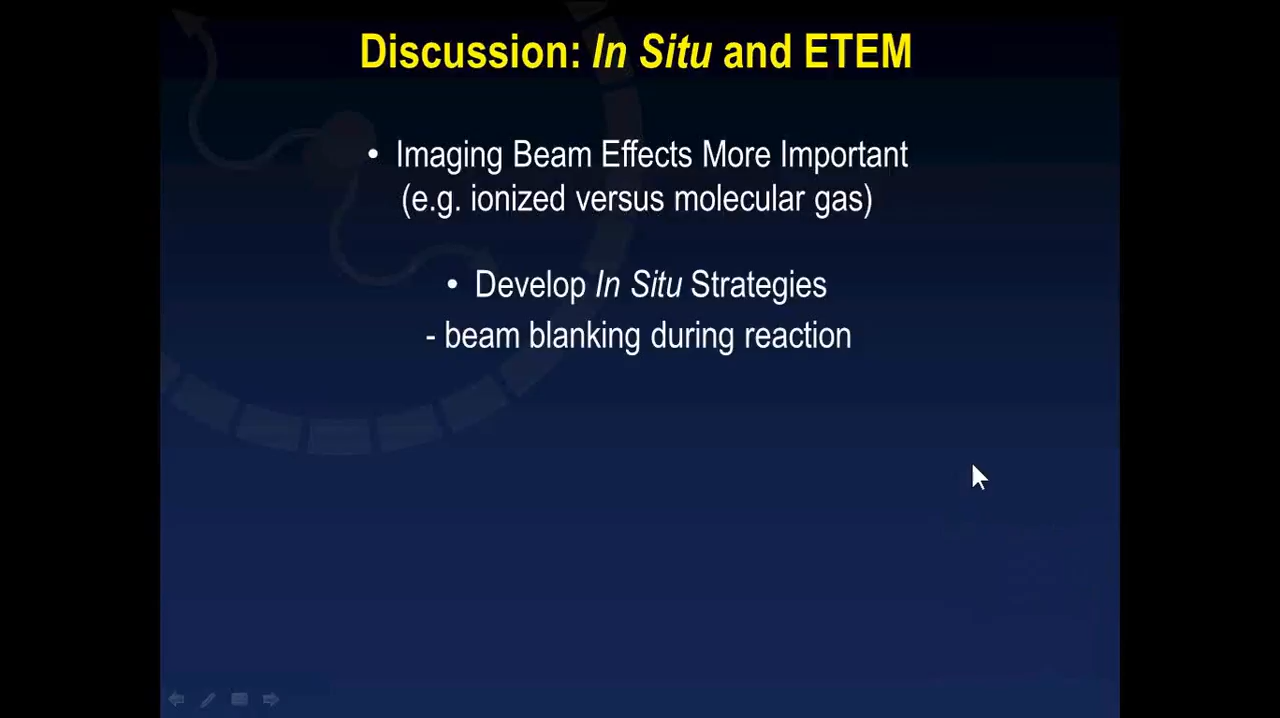 Discussion: In Situ and ETEM
• Imaging Beam Effects More Important
(e.g. ionized versus molecular gas)
• Develop In Situ Strategies
- beam blanking during reaction